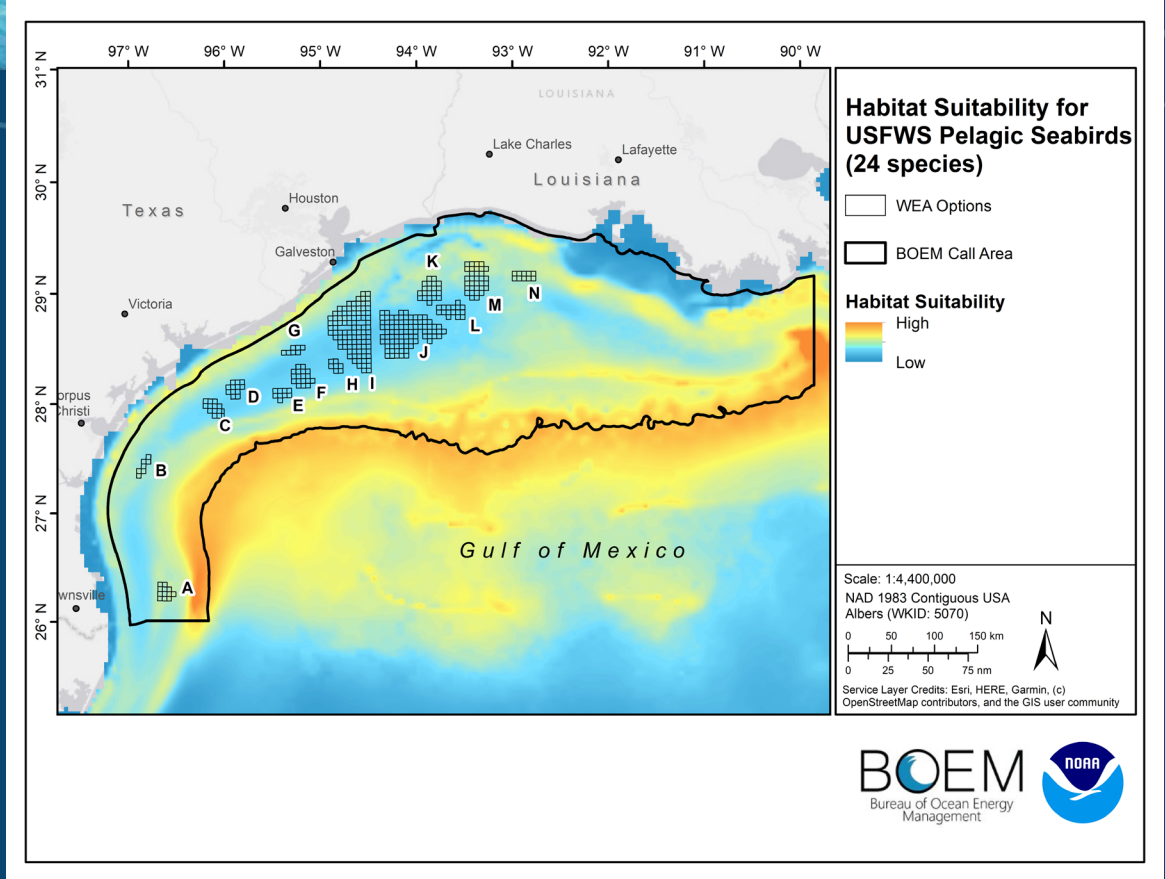 97° W 96° W 95° W 94° W 93° W 92° W 91° W 90° W
31° N
30° N
29° N
28° N
27° N
26° N
LOUISIANA
Lake Charles
Lafayette
Louisiana
Texas
Houston
Galveston
Victoria
orpus
Christi
wnsville
K
M
N
L
G
J
H
I
F
E
D
C
B
A
Gulf of Mexico
Habitat Suitability for
USFWS Pelagic Seabirds
(24 species)
WEA Options
BOEM Call Area
Habitat Suitability
High
Low
Scale: 1:4,400,000
NAD 1983 Contiguous USA
Albers (WKID: 5070)
N
0 50 100 150 km
0 25 50 75 nm
Service Layer Credits: Esri, HERE, Garmin, (c)
OpenStreetMap contributors, and the GIS user community
BOEM
Bureau of Ocean Energy
Management
NOAA